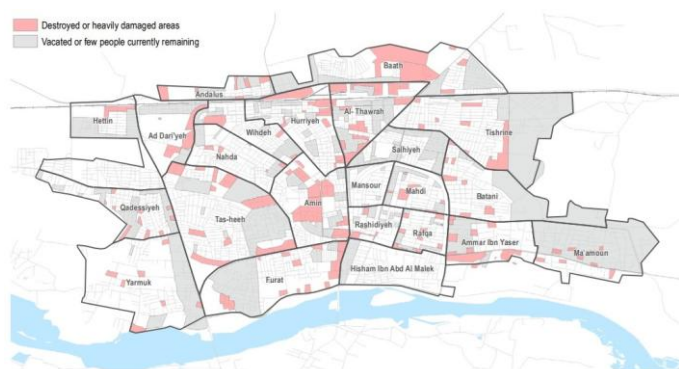 Destroyed or heavily damaged areas
Vacated or few people currently remaining
Baath
Andalus
Hettin
Ad Dari'yeh
Wihdeh
Hurriyeh
Al- Thawrah
Tishrine
Nahda
Salhiyeh
Qadessiyeh
Tas-heeh
Amin
Mansour
Mahdi
Batani
Rashidiyeh
Rafqa
Ammar Ibn Yaser
Ma'amoun
Yarmuk
Furat
Hisham Ibn Abd Al Malek